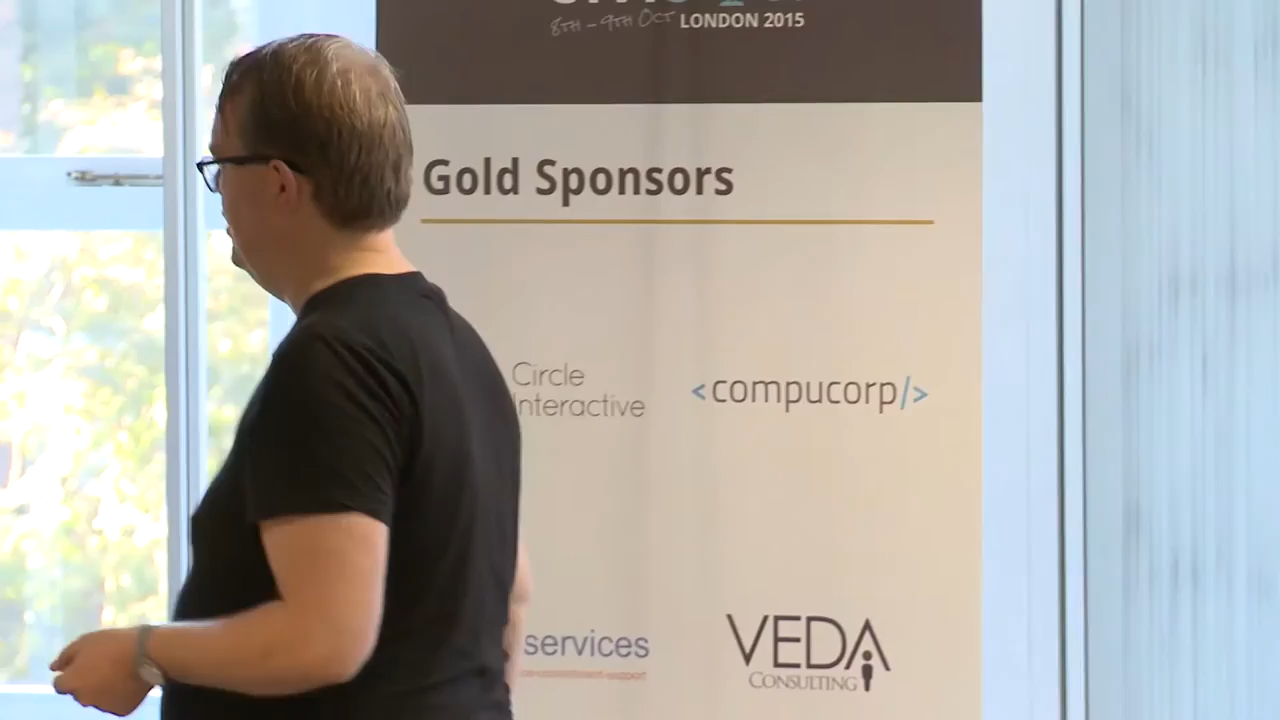 8TH - 9TH OCT LONDON 2015
Gold Sponsors
Circle
Interactive
<compucorp/>
services
VEDA
CONSULTING